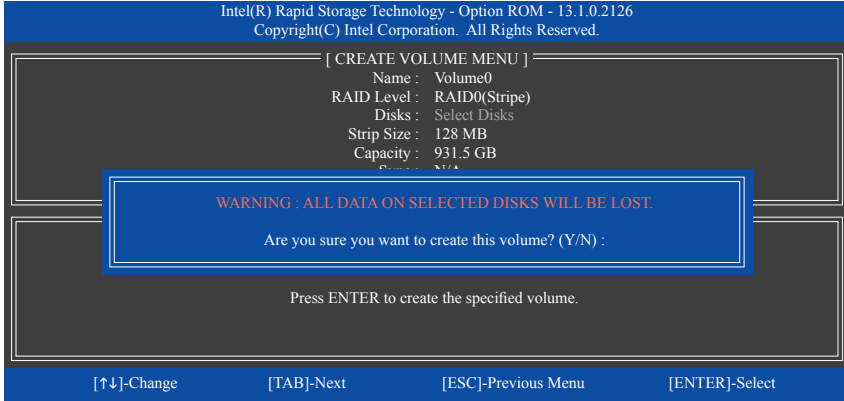 Intel(R) Rapid Storage Technology - Option ROM - 13.1.0.2126
Copyright(C) Intel Corporation. All Rights Reserved.
[ CREATE VOLUME MENU ]
Name : Volume0
RAID Level : RAID0(Stripe)
Disks : Select Disks
Strip Size : 128 MB
Capacity : 931.5 GB
Sync : N/A
WARNING : ALL DATA ON SELECTED DISKS WILL BE LOST.
Are you sure you want to create this volume? (Y/N) :
Press ENTER to create the specified volume.
[↑↓]-Change [TAB]-Next [ESC]-Previous Menu [ENTER]-Select